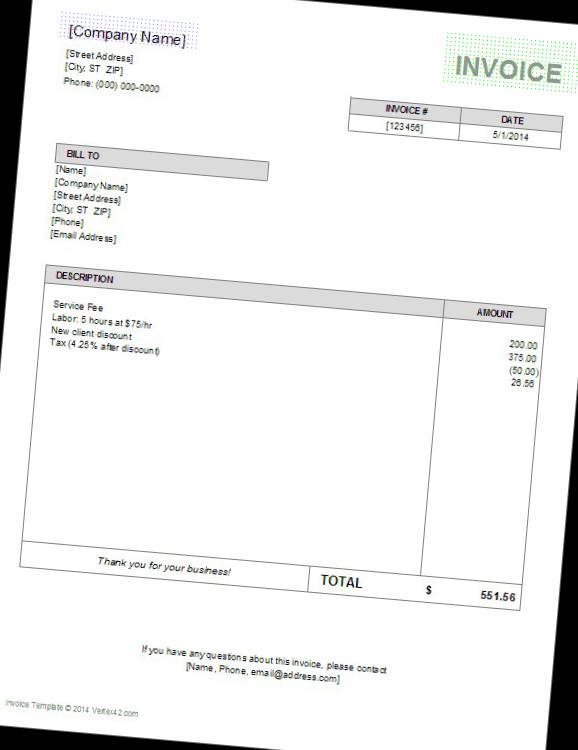 [Company Name]
INVOICE
[Street Address]
[City, ST  ZIP]
Phone: (000) 000-0000
INVOICE # DATE
[123456] 5/1/2014
BILL TO
[Name]
[Company Name]
[Street Address]
[City, ST  ZIP]
[Phone]
[Email Address]
DESCRIPTION AMOUNT
Service Fee 200.00
Labor: 5 hours at $75/hr 375.00
New client discount (50.00)
Tax (4.25% after discount) 26.56
Thank you for your business! TOTAL $ 551.56
If you have any questions about this invoice, please contact
[Name, Phone, email@address.com]
Invoice Template © 2014 Vertex42.com